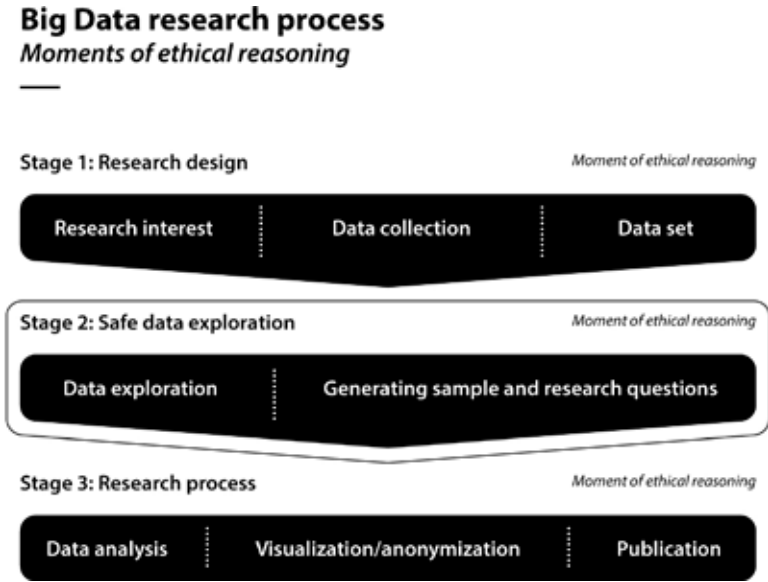 Big Data research process
Moments of ethical reasoning
Stage 1: Research design
Moment of ethical reasoning
Research interest
Data collection
Data set
Stage 2: Safe data exploration
Moment of ethical reasoning
Data exploration
Generating sample and research questions
Stage 3: Research process
Moment of ethical reasoning
Data analysis
Visualization/anonymization
Publication